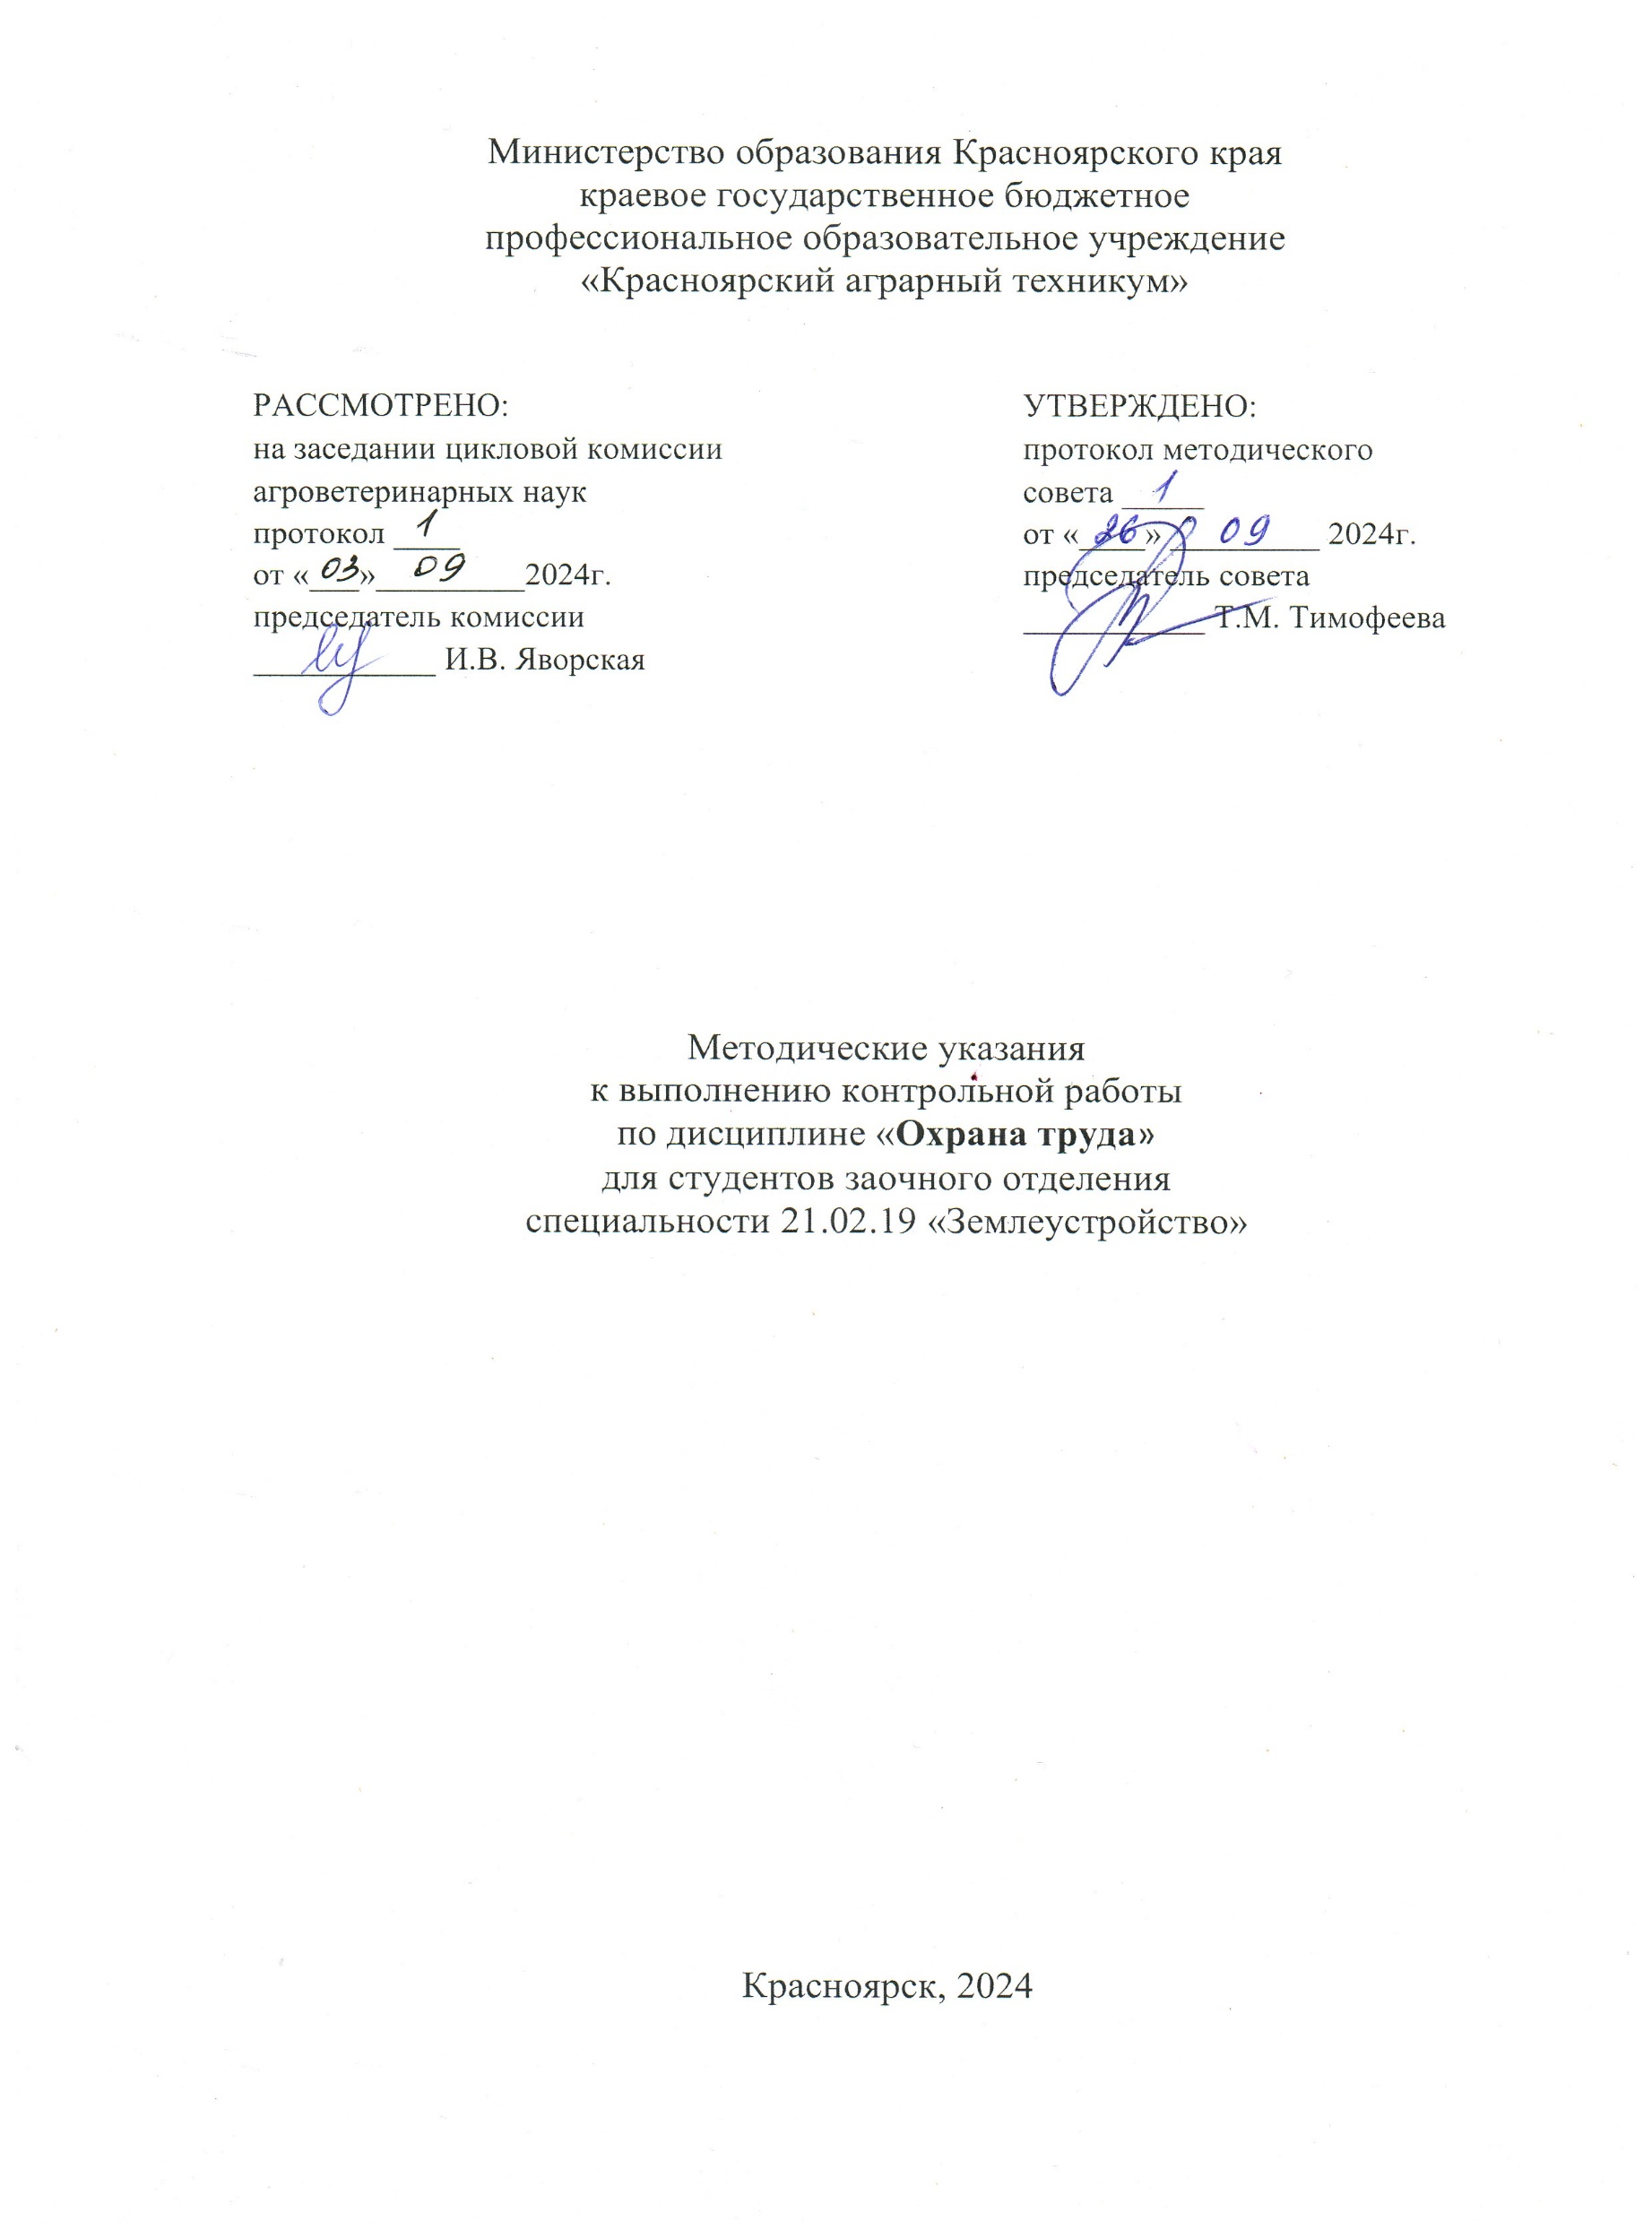 Министерство образования Красноярского края
краевое государственное бюджетное
профессиональное образовательное учреждение
«Красноярский аграрный техникум»
РАССМОТРЕНО:
на заседании цикловой комиссии
агроветеринарных наук
протокол 1
от «03» 09 2024г.
председатель комиссии
И.В. Яворская
УТВЕРЖДЕНО:
протокол методического
совета 1
от «26» 09 2024г.
председатель совета
Т.М. Тимофеева
Методические указания
к выполнению контрольной работы
по дисциплине «Охрана труда»
для студентов заочного отделения
специальности 21.02.19 «Землеустройство»
Красноярск, 2024